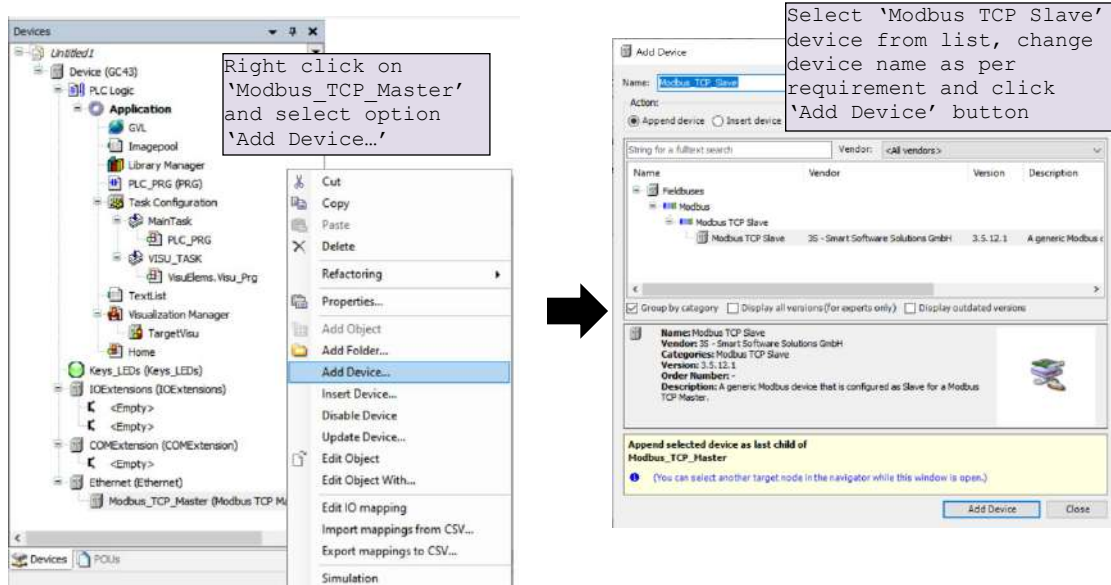 Devices
Untitled1
Device (GC43)
PLC Logic
Application
GVL
Imagepool
Library Manager
PLC_PRG (PRG)
Task Configuration
MainTask
PLC_PRG
VISU_TASK
VisuElems.Visu_Prg
TextList
Visualization Manager
TargetVisu
Home
Keys_LEDs (Keys_LEDs)
IOExtensions (IOExtensions)
<Empty>
<Empty>
COMExtension (COMExtension)
<Empty>
Ethernet (Ethernet)
Modbus_TCP_Master (Modbus TCP Ma
Devices POUs
Right click on
‘Modbus_TCP_Master’
and select option
‘Add Device…’
Cut
Copy
Paste
Delete
Refactoring
Properties...
Add Object
Add Folder...
Add Device...
Insert Device...
Disable Device
Update Device...
Edit Object
Edit Object With...
Edit IO mapping
Import mappings from CSV...
Export mappings to CSV...
Simulation
Select ‘Modbus TCP Slave’
device from list, change
device name as per
requirement and click
‘Add Device’ button
Add Device
Name: Modbus_TCP_Slave
Action:
Append device Insert device
String for a fulltext search Vendor: <All vendors>
Name Vendor Version Description
Fieldbuses
Modbus
Modbus TCP Slave
Modbus TCP Slave 3S - Smart Software Solutions GmbH 3.5.12.1 A generic Modbus c
Group by category Display all versions (for experts only) Display outdated versions
Name: Modbus TCP Slave
Vendor: 3S - Smart Software Solutions GmbH
Categories: Modbus TCP Slave
Version: 3.5.12.1
Order Number: -
Description: A generic Modbus device that is configured as Slave for a Modbus
TCP Master.
Append selected device as last child of
Modbus_TCP_Master
(You can select another target node in the navigator while this window is open.)
Add Device Close